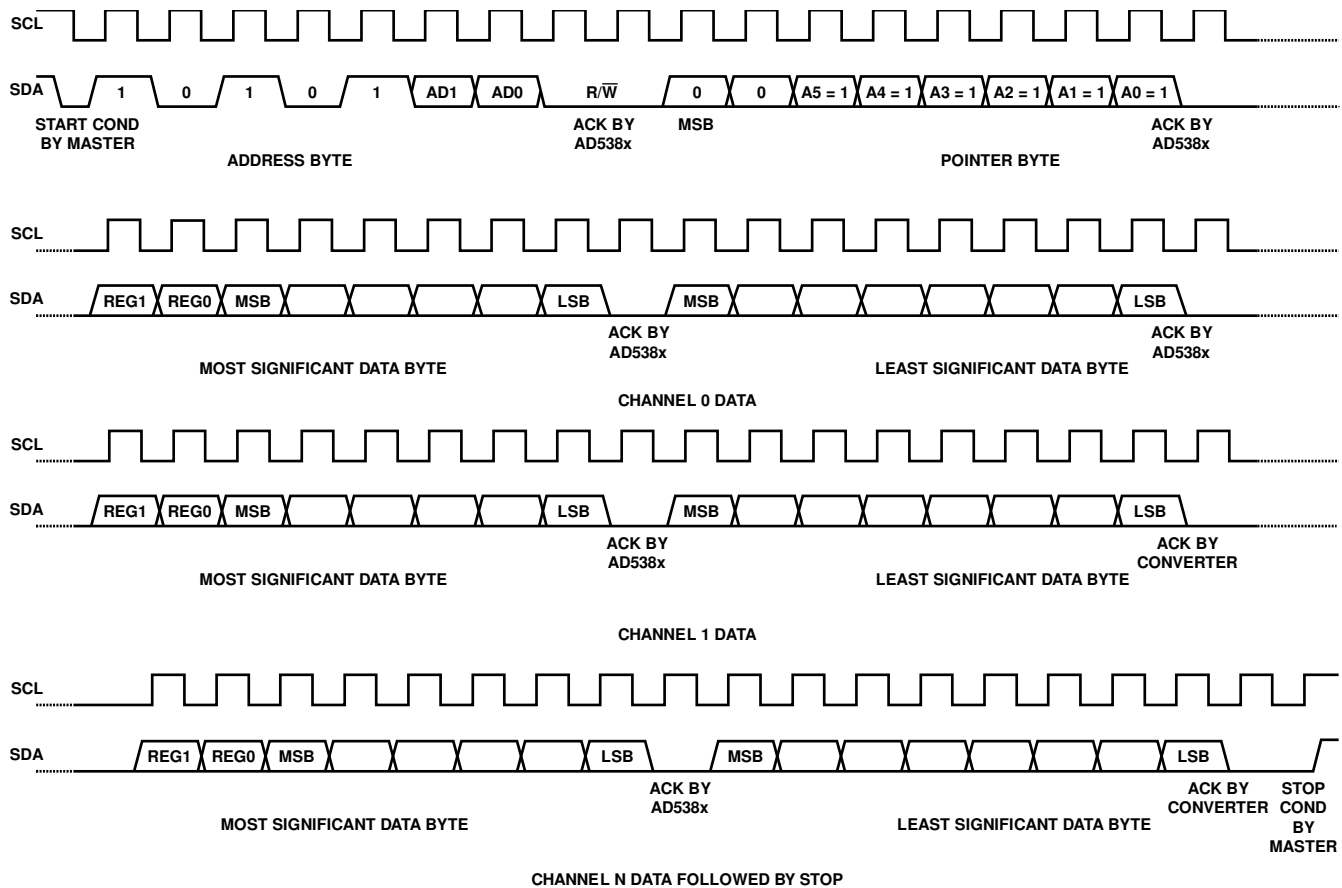 SCL
SDA 1 0 1 0 1 AD1 AD0 R/W̅ 0 0 A5 = 1 A4 = 1 A3 = 1 A2 = 1 A1 = 1 A0 = 1
START COND
BY MASTER
ACK BY
AD538x
MSB
ACK BY
AD538x
ADDRESS BYTE
POINTER BYTE
SCL
SDA REG1 REG0 MSB LSB MSB LSB
ACK BY
AD538x
ACK BY
AD538x
MOST SIGNIFICANT DATA BYTE
LEAST SIGNIFICANT DATA BYTE
CHANNEL 0 DATA
SCL
SDA REG1 REG0 MSB LSB MSB LSB
ACK BY
AD538x
ACK BY
CONVERTER
MOST SIGNIFICANT DATA BYTE
LEAST SIGNIFICANT DATA BYTE
CHANNEL 1 DATA
SCL
SDA REG1 REG0 MSB LSB MSB LSB
ACK BY
AD538x
ACK BY
CONVERTER
STOP
COND
BY
MASTER
MOST SIGNIFICANT DATA BYTE
LEAST SIGNIFICANT DATA BYTE
CHANNEL N DATA FOLLOWED BY STOP